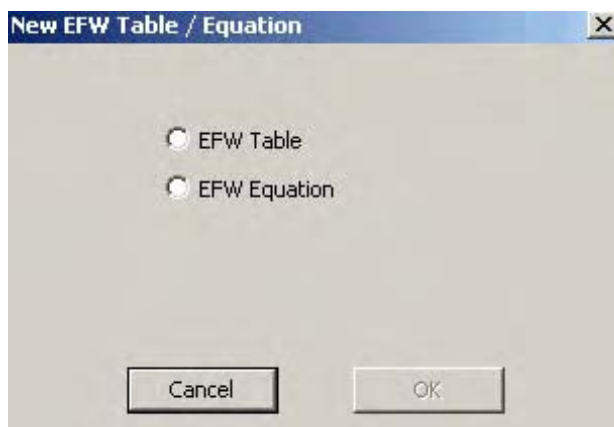 New EFW Table / Equation
EFW Table
EFW Equation
Cancel
OK